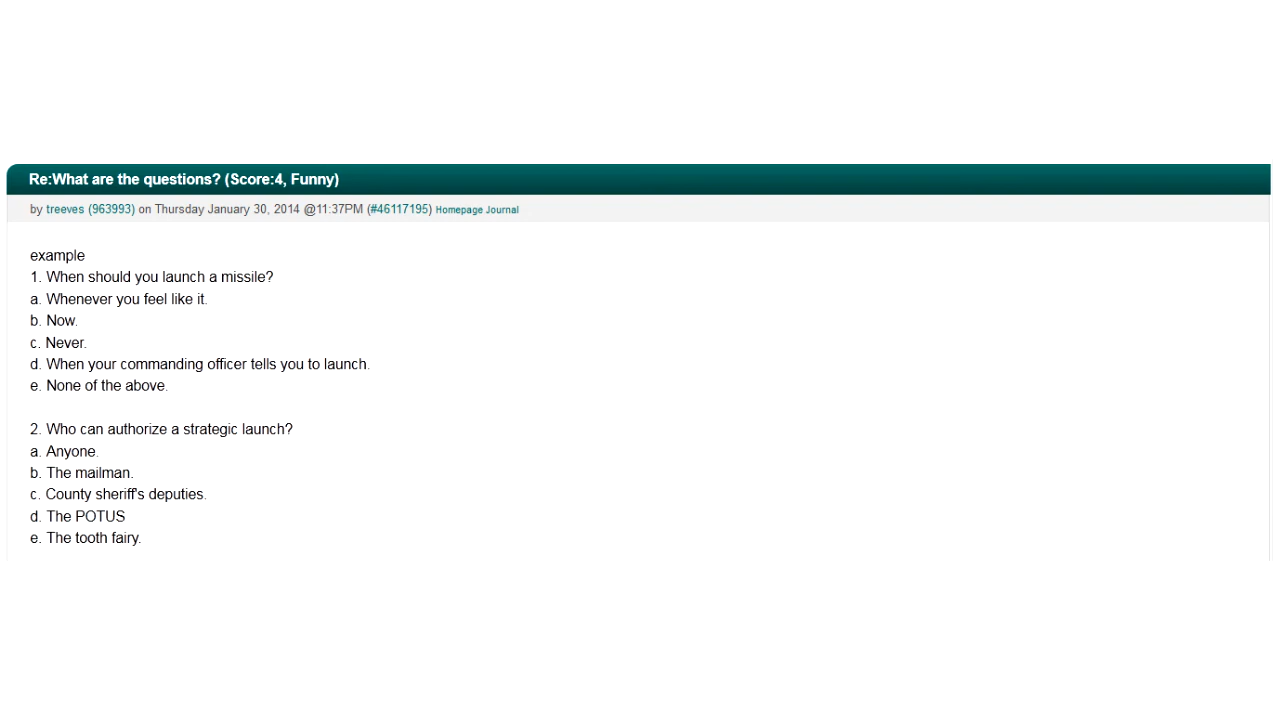 Re:What are the questions? (Score:4, Funny)
by treeves (963993) on Thursday January 30, 2014 @11:37PM (#46117195) Homepage Journal
example
1. When should you launch a missile?
a. Whenever you feel like it.
b. Now.
c. Never.
d. When your commanding officer tells you to launch.
e. None of the above.
2. Who can authorize a strategic launch?
a. Anyone.
b. The mailman.
c. County sheriff's deputies.
d. The POTUS
e. The tooth fairy.